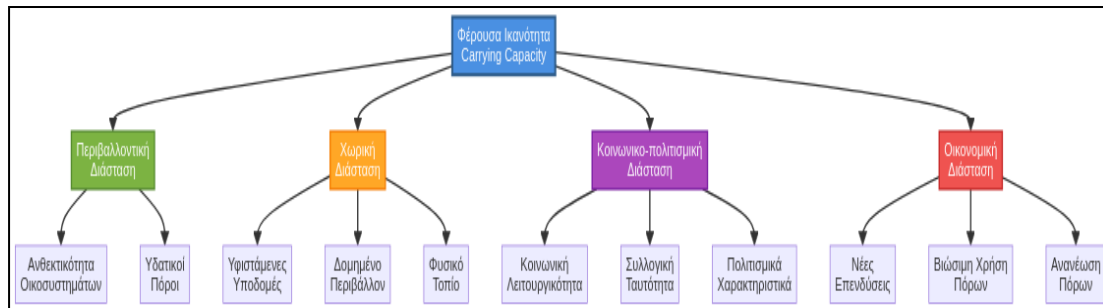 Φέρουσα Ικανότητα
Carrying Capacity
Περιβαλλοντική
Διάσταση
Χωρική
Διάσταση
Κοινωνικο-πολιτισμική
Διάσταση
Οικονομική
Διάσταση
Ανθεκτικότητα
Οικοσυστημάτων
Υδατικοί
Πόροι
Υφιστάμενες
Υποδομές
Δομημένο
Περιβάλλον
Φυσικό
Τοπίο
Κοινωνική
Λειτουργικότητα
Συλλογική
Ταυτότητα
Πολιτισμικά
Χαρακτηριστικά
Νέες
Επενδύσεις
Βιώσιμη Χρήση
Πόρων
Ανανέωση
Πόρων